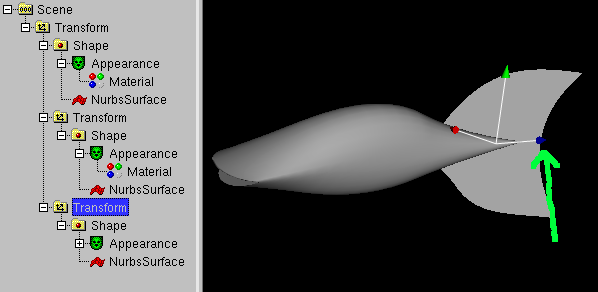 Scene
Transform
Shape
Appearance
Material
NurbsSurface
Transform
Shape
Appearance
Material
NurbsSurface
Transform
Shape
Appearance
NurbsSurface